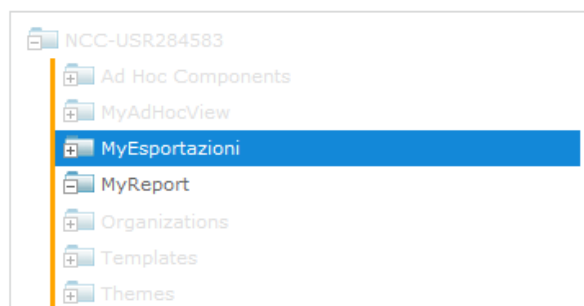 NCC-USR284583
Ad Hoc Components
MyAdHocView
MyEsportazioni
MyReport
Organizations
Templates
Themes